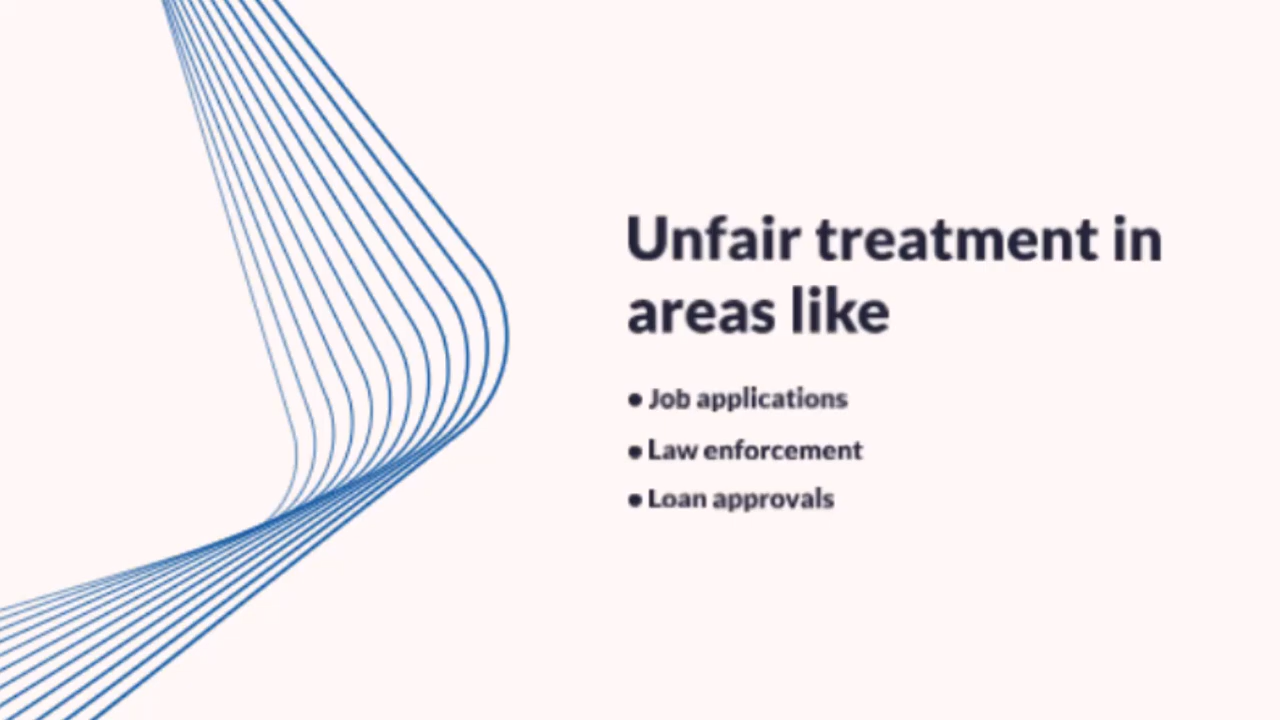 Unfair treatment in
areas like
• Job applications
• Law enforcement
• Loan approvals